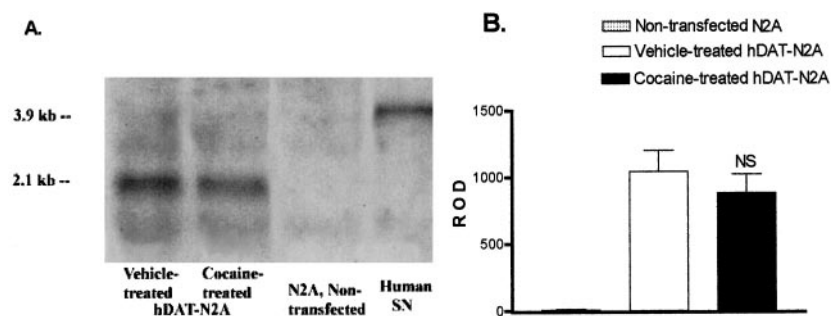 A.
3.9 kb --
2.1 kb --
Vehicle-
treated
Cocaine-
treated
hDAT-N2A
N2A, Non-
transfected
Human
SN
B.
Non-transfected N2A
Vehicle-treated hDAT-N2A
Cocaine-treated hDAT-N2A
1500
1000
500
0
ROD
NS